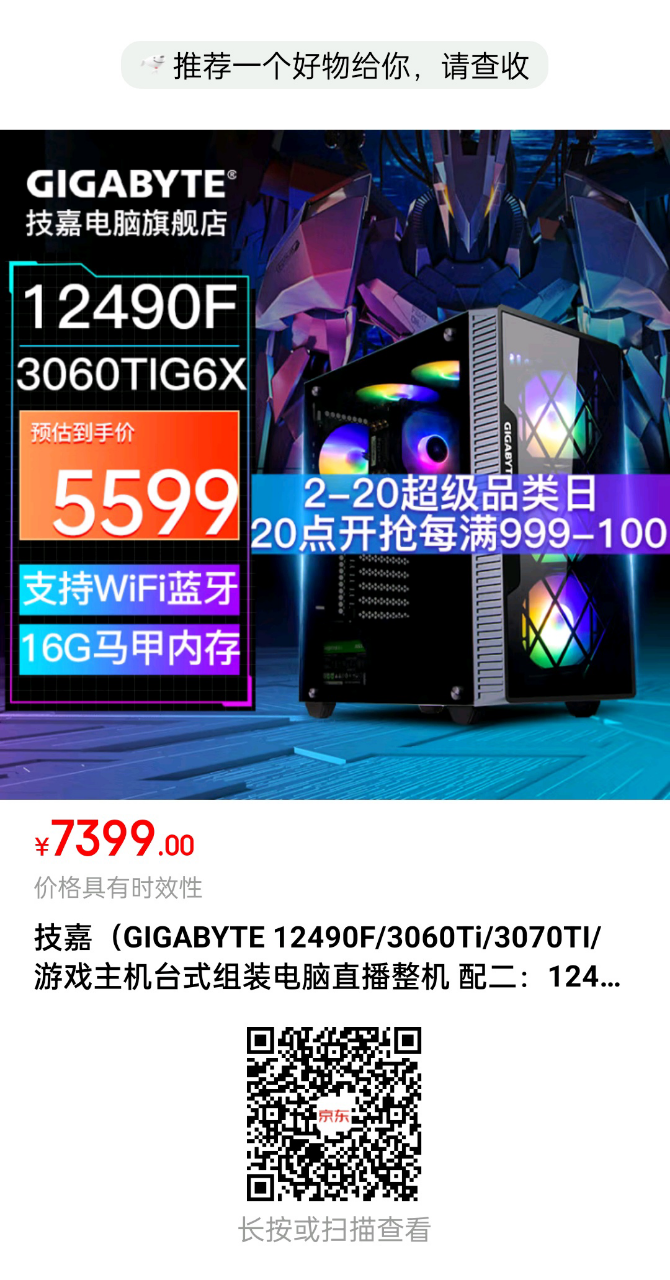 推荐一个好物给你，请查收
GIGABYTE®
技嘉电脑旗舰店
12490F
3060TIG6X
预估到手价
5599
支持WiFi蓝牙
16G马甲内存
GIGABYT
2-20超级品类日
20点开抢每满999-100
¥7399.00
价格具有时效性
技嘉（GIGABYTE 12490F/3060Ti/3070TI/
游戏主机台式组装电脑直播整机 配二：124...
京东
长按或扫描查看